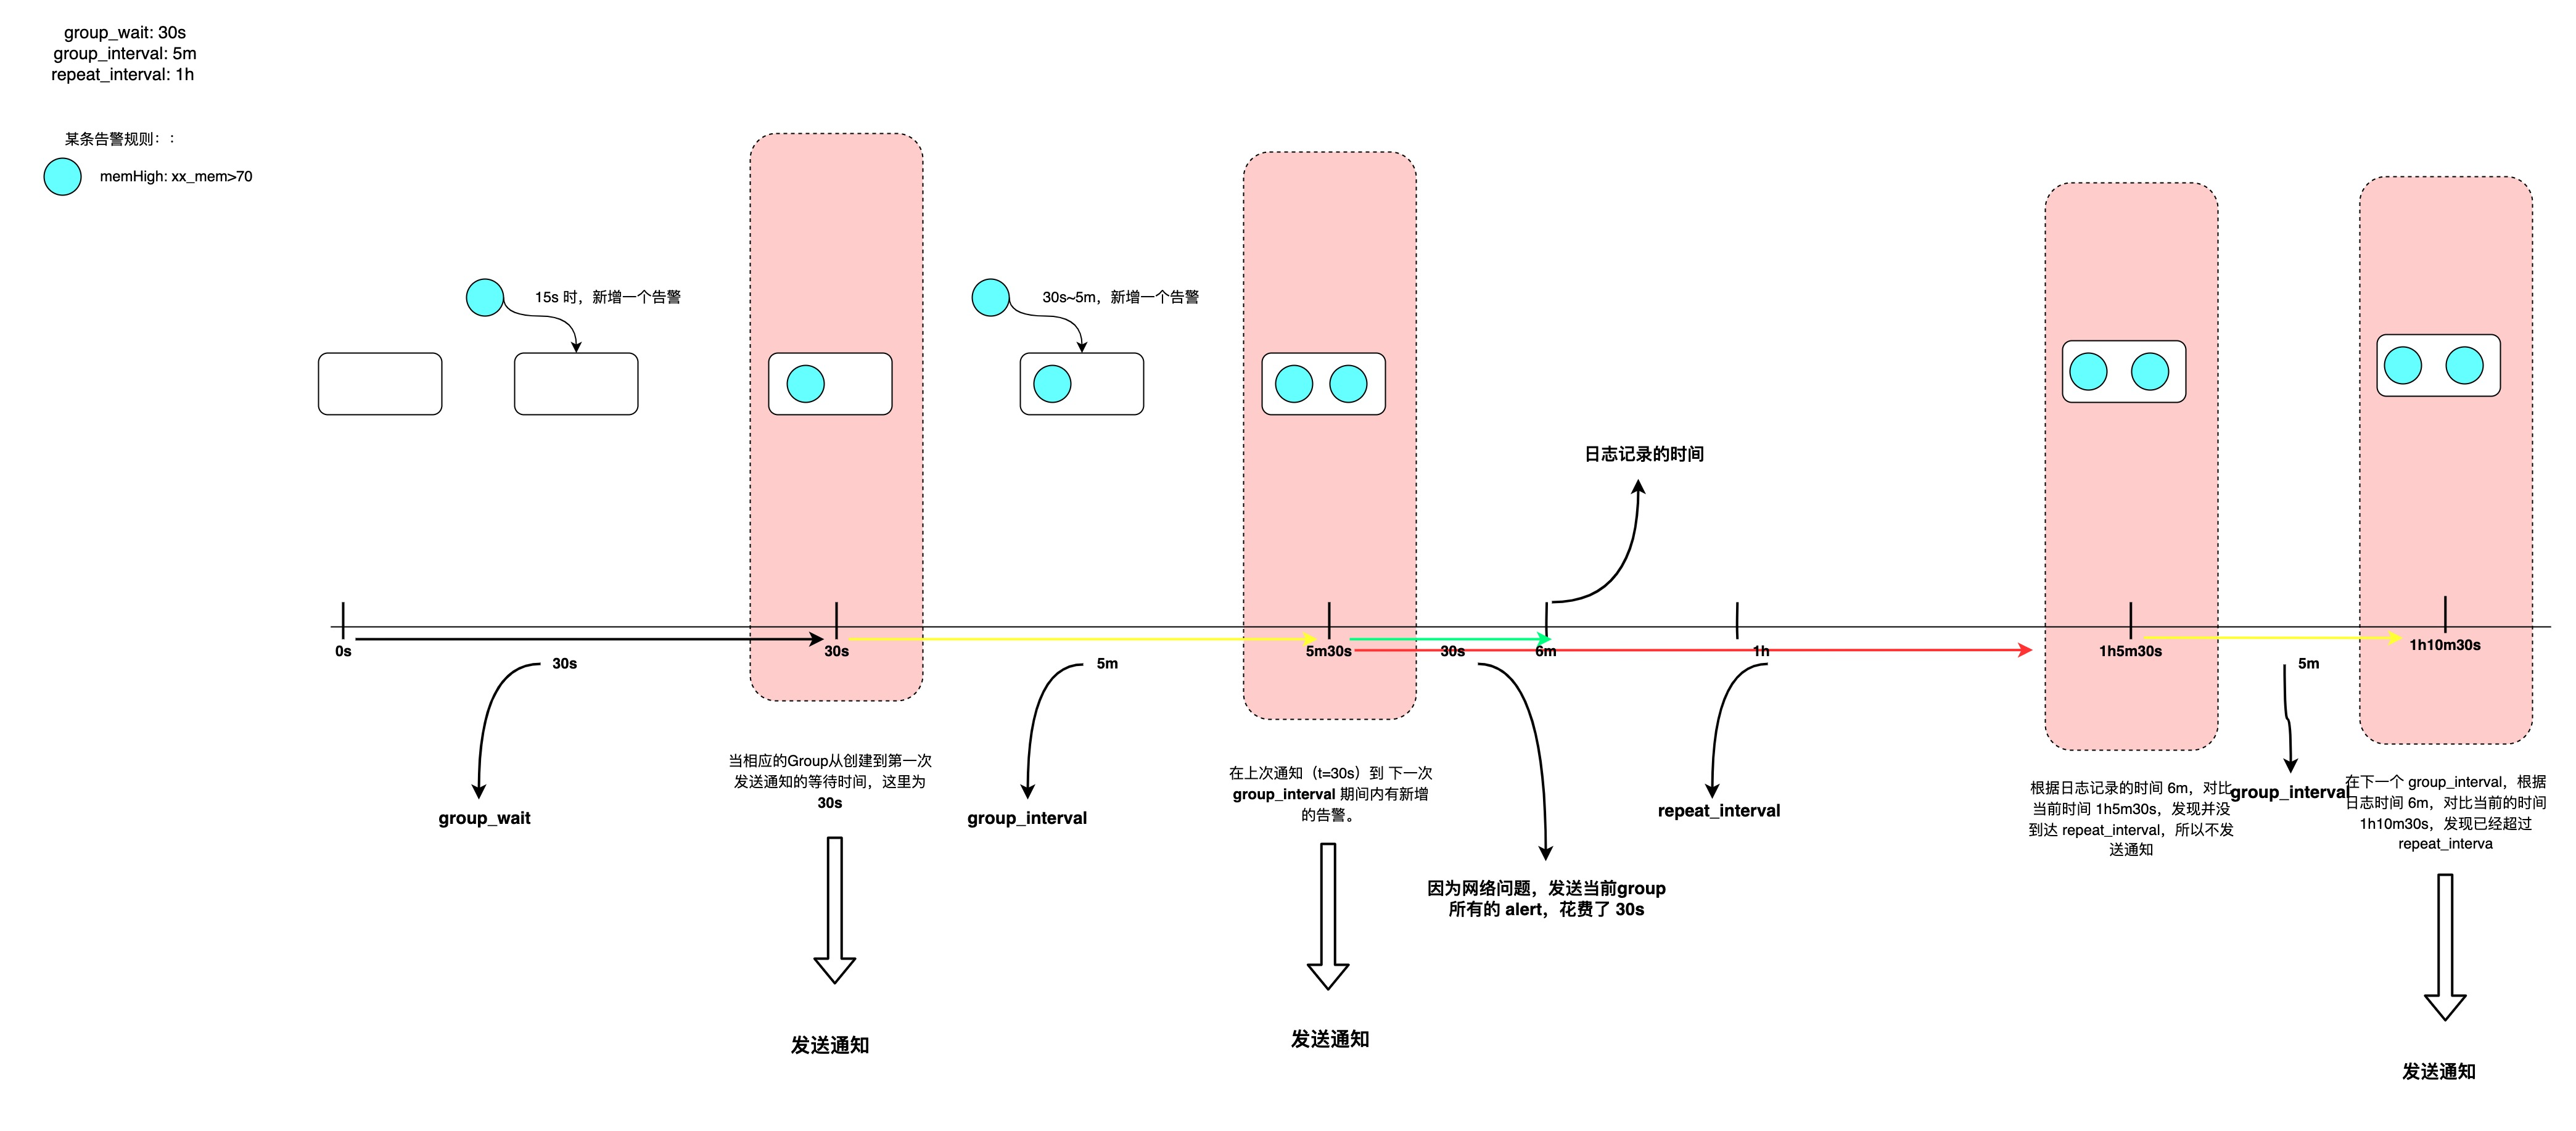 group_wait: 30s
group_interval: 5m
repeat_interval: 1h
某条告警规则：:
memHigh: xx_mem>70
15s 时，新增一个告警
30s~5m，新增一个告警
日志记录的时间
0s
30s
5m30s
30s
6m
1h
1h5m30s
1h10m30s
30s
5m
5m
group_wait
当相应的Group从创建到第一次
发送通知的等待时间，这里为
30s
group_interval
在上次通知（t=30s）到 下一次
group_interval 期间内有新增
的告警。
repeat_interval
因为网络问题，发送当前group
所有的 alert，花费了 30s
根据日志记录的时间 6m，对比
当前时间 1h5m30s，发现并没
到达 repeat_interval，所以不发
送通知
group_interval
在下一个 group_interval，根据
日志时间 6m，对比当前的时间
1h10m30s，发现已经超过
repeat_interva
发送通知
发送通知
发送通知